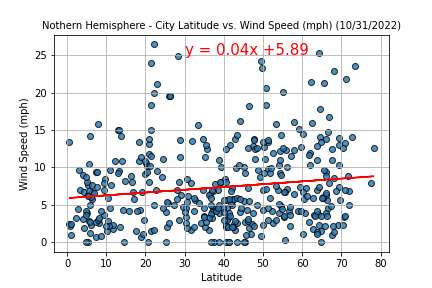 Nothern Hemisphere - City Latitude vs. Wind Speed (mph) (10/31/2022)
y = 0.04x +5.89
Wind Speed (mph)
25
20
15
10
5
0
0 10 20 30 40 50 60 70 80
Latitude